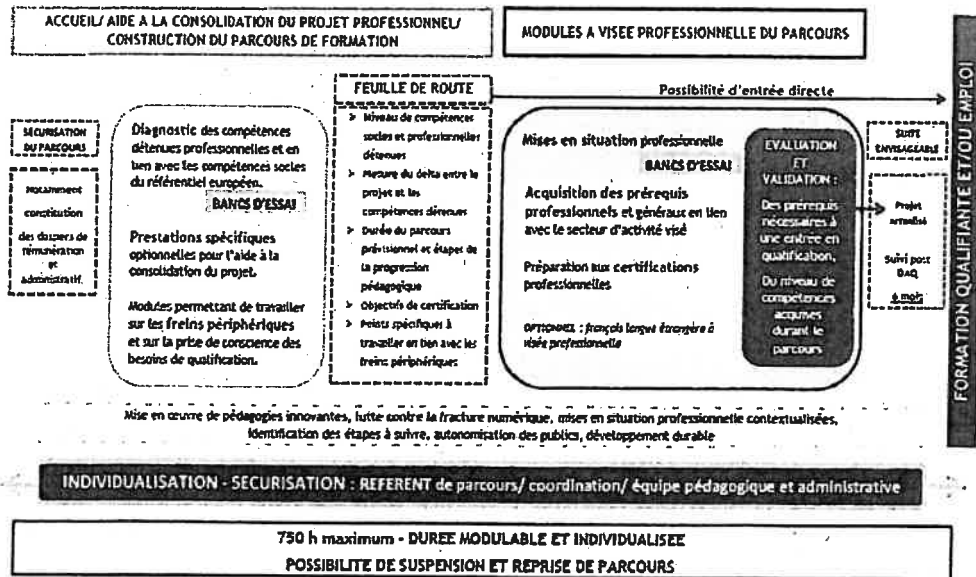 ACCUEIL/ AIDE A LA CONSOLIDATION DU PROJET PROFESSIONNEL/
CONSTRUCTION DU PARCOURS DE FORMATION
MODULES A VISEE PROFESSIONNELLE DU PARCOURS
SECURISATION
DU PARCOURS
Notamment
constitution
des dossiers de
rémunération
et
administratif.
Diagnostic des compétences
détenues professionnelles et en
lien avec les compétences socles
du référentiel européen.
BANCS D'ESSAI
Prestations spécifiques
optionnelles pour l'aide à la
consolidation du projet.
Modules permettant de travailler
sur les freins périphériques
et sur la prise de conscience des
besoins de qualification.
FEUILLE DE ROUTE
> Niveau de compétences
socles et professionnelles
détenues
> Mesure du delta entre le
projet et les
compétences détenues
> Durée du parcours
prévisionnel et étapes de
la progression
pédagogique
> Objectifs de certification
> Points spécifiques à
travailler en lien avec les
freins périphériques
Possibilité d'entrée directe
Mises en situation professionnelle
BANCS D'ESSAI
Acquisition des prérequis
professionnels et généraux en lien
avec le secteur d'activité visé
Préparation aux certifications
professionnelles
OPTIONNEL : français langue étrangère à
visée professionnelle
EVALUATION
ET
VALIDATION :
Des prérequis
nécessaires à
une entrée en
qualification.
Du niveau de
compétences
acquises
durant le
parcours
SUITE
ENVISAGEABLE
Projet
actualisé
Suivi post
DAQ
6 mois
FORMATION QUALIFIANTE ET/OU EMPLOI
Mise en œuvre de pédagogies innovantes, lutte contre la fracture numérique, mises en situation professionnelle contextualisées,
identification des étapes à suivre, autonomisation des publics, développement durable
INDIVIDUALISATION - SECURISATION : REFERENT de parcours/ coordination/ équipe pédagogique et administrative
750 h maximum - DUREE MODULABLE ET INDIVIDUALISEE
POSSIBILITE DE SUSPENSION ET REPRISE DE PARCOURS